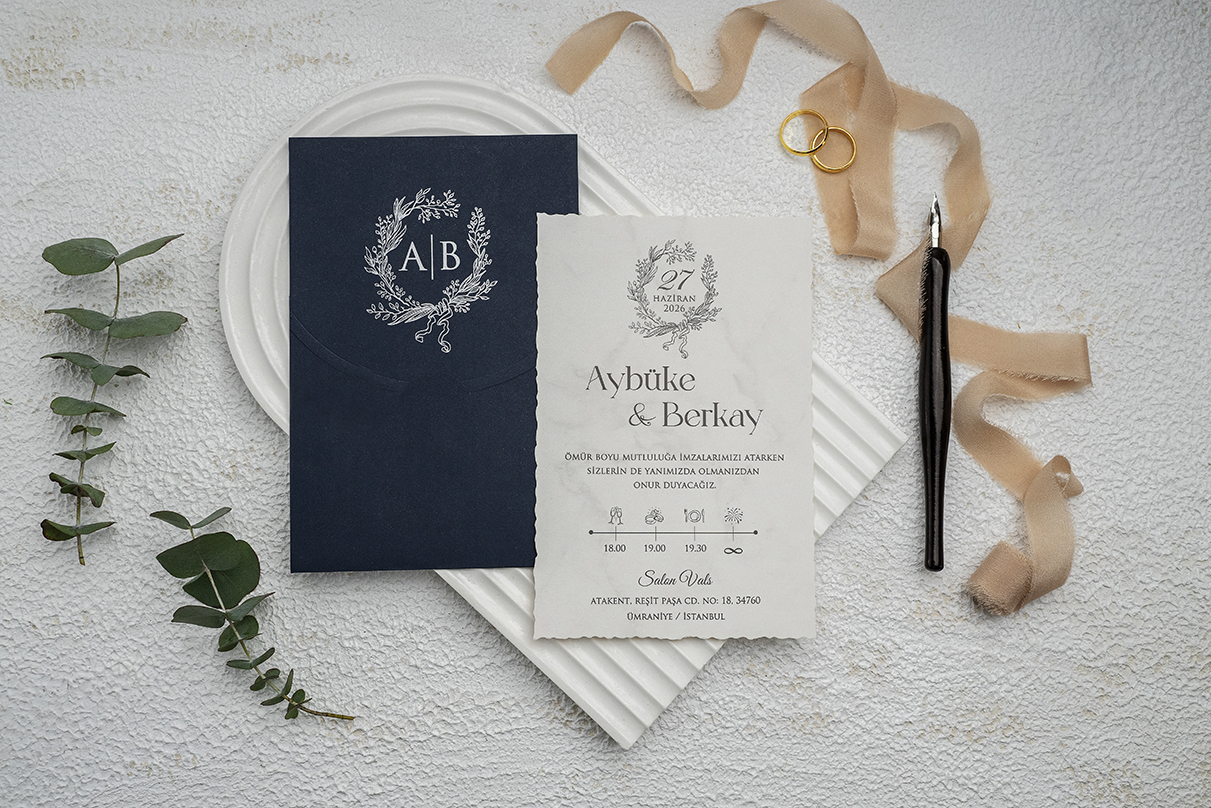 A|B
27
HAZİRAN
2026
Aybüke
& Berkay
ÖMÜR BOYU MUTLULUĞA İMZALARIMIZI ATARKEN
SİZLERİN DE YANIMIZDA OLMANIZDAN
ONUR DUYACAĞIZ.
18.00 19.00 19.30 ∞
Salon Vals
ATAKENT, REŞİT PAŞA CD. NO: 18, 34760
ÜMRANİYE / İSTANBUL